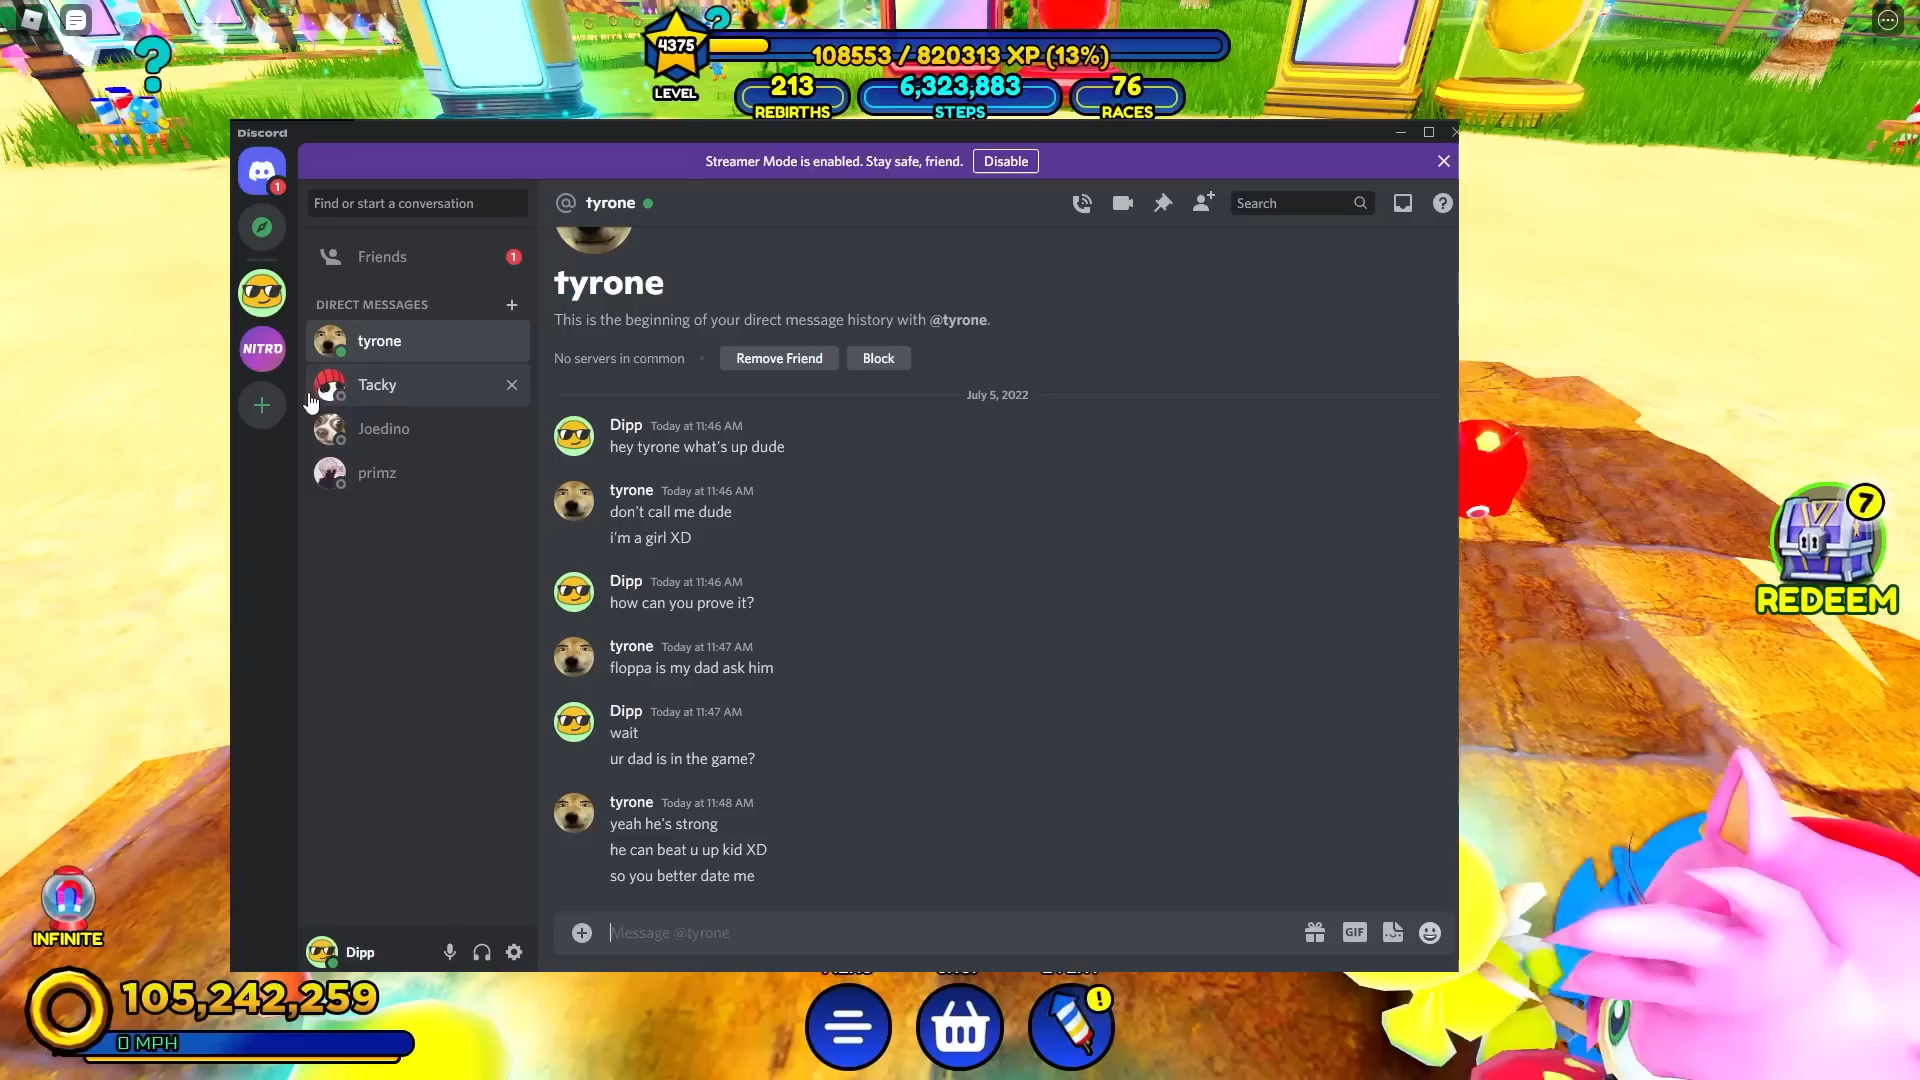 4375
LEVEL
108553 / 820313 XP (13%)
213
REBIRTHS
6,323,883
STEPS
76
RACES
Discord
Streamer Mode is enabled. Stay safe, friend.
Disable
1
Find or start a conversation
@ tyrone
Search
Friends
1
DIRECT MESSAGES
tyrone
Tacky
Joedino
primz
NITRO
tyrone
This is the beginning of your direct message history with @tyrone.
No servers in common
Remove Friend
Block
July 5, 2022
Dipp Today at 11:46 AM
hey tyrone what's up dude
tyrone Today at 11:46 AM
don't call me dude
i'm a girl XD
Dipp Today at 11:46 AM
how can you prove it?
tyrone Today at 11:47 AM
floppa is my dad ask him
Dipp Today at 11:47 AM
wait
ur dad is in the game?
tyrone Today at 11:48 AM
yeah he's strong
he can beat u up kid XD
so you better date me
Message @tyrone
GIF
Dipp
7
REDEEM
INFINITE
105,242,259
0 MPH